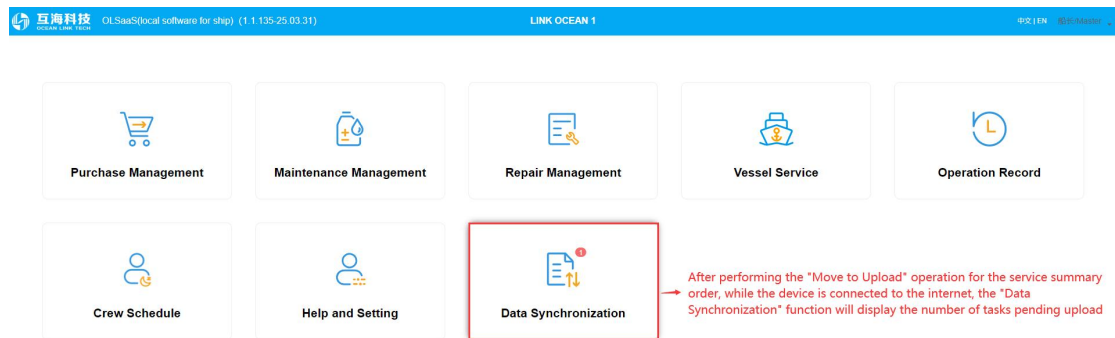 互海科技
OCEAN LINK TECH
OLSaaS(local software for ship) (1.1.135-25.03.31)
LINK OCEAN 1
中文 | EN
船长/Master
Purchase Management
Maintenance Management
Repair Management
Vessel Service
Operation Record
1
Crew Schedule
Help and Setting
Data Synchronization
After performing the "Move to Upload" operation for the service summary
order, while the device is connected to the internet, the "Data
Synchronization" function will display the number of tasks pending upload